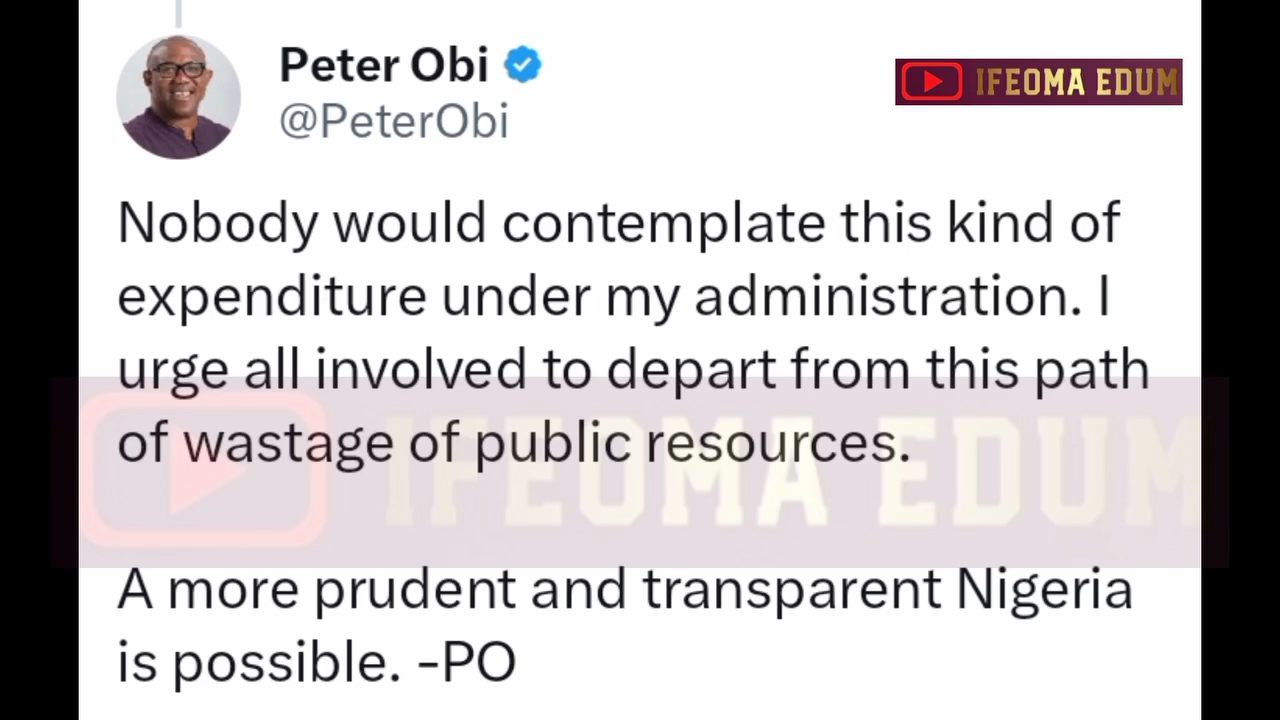 Peter Obi
@PeterObi
IFEOMA EDUM
Nobody would contemplate this kind of
expenditure under my administration. I
urge all involved to depart from this path
of wastage of public resources.
IFEOMA EDUM
A more prudent and transparent Nigeria
is possible. -PO